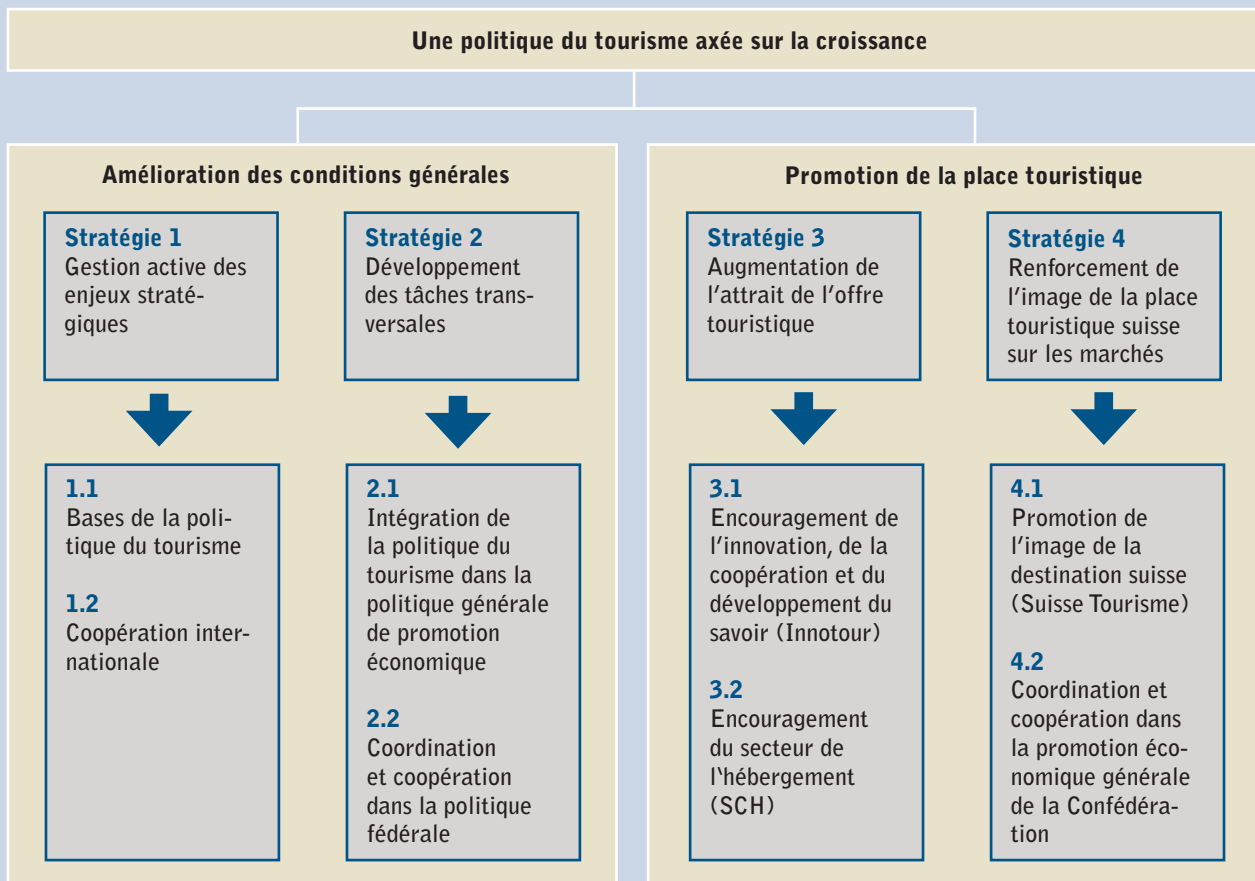 Une politique du tourisme axée sur la croissance
Amélioration des conditions générales
Stratégie 1
Gestion active des
enjeux straté-
giques
Stratégie 2
Développement
des tâches trans-
versales
1.1
Bases de la poli-
tique du tourisme
1.2
Coopération inter-
nationale
2.1
Intégration de
la politique du
tourisme dans la
politique générale
de promotion
économique
2.2
Coordination
et coopération
dans la politique
fédérale
Promotion de la place touristique
Stratégie 3
Augmentation de
l’attrait de l’offre
touristique
Stratégie 4
Renforcement de
l’image de la place
touristique suisse
sur les marchés
3.1
Encouragement de
l’innovation, de la
coopération et du
développement du
savoir (Innotour)
3.2
Encouragement
du secteur de
l‘hébergement
(SCH)
4.1
Promotion de
l’image de la
destination suisse
(Suisse Tourisme)
4.2
Coordination et
coopération dans
la promotion éco-
nomique générale
de la Confédéra-
tion